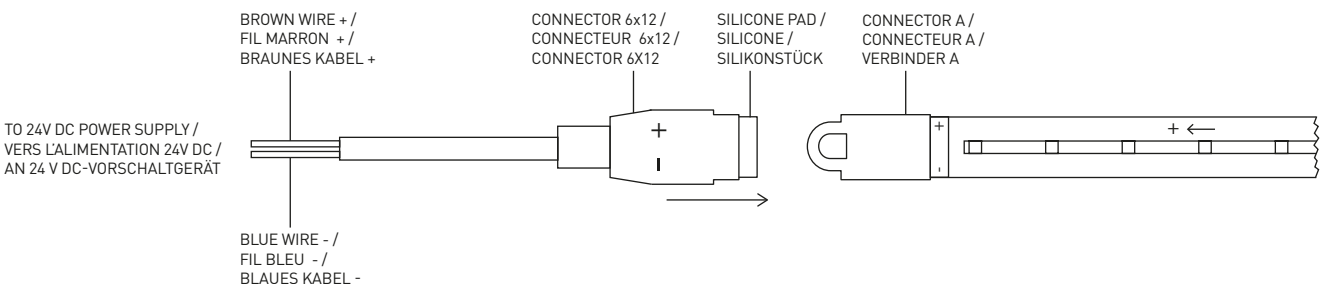 BROWN WIRE + /
FIL MARRON + /
BRAUNES KABEL +
CONNECTOR 6x12 /
CONNECTEUR 6x12 /
CONNECTOR 6X12
SILICONE PAD /
SILICONE /
SILIKONSTÜCK
CONNECTOR A /
CONNECTEUR A /
VERBINDER A
TO 24V DC POWER SUPPLY /
VERS L'ALIMENTATION 24V DC /
AN 24 V DC-VORSCHALTGERÄT
+
-
+
-
+
BLUE WIRE - /
FIL BLEU - /
BLAUES KABEL -